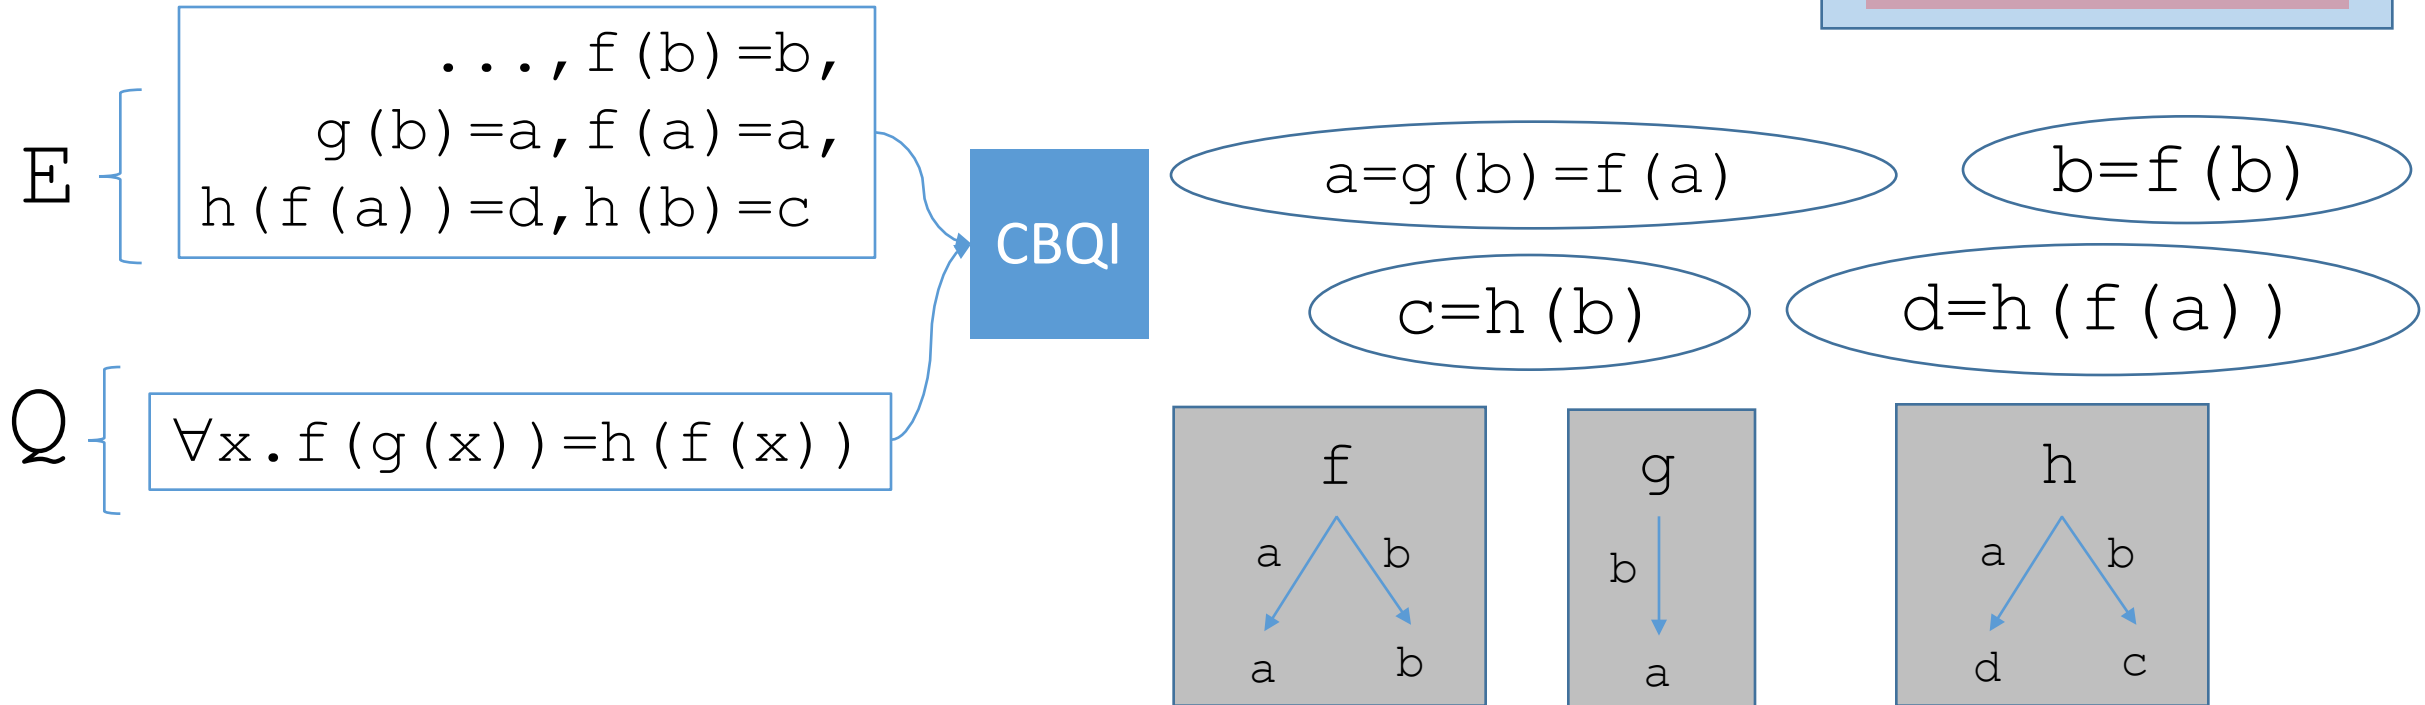 E
...,f(b)=b,
g(b)=a,f(a)=a,
h(f(a))=d,h(b)=c
Q
∀x.f(g(x))=h(f(x))
CBQI
a=g(b)=f(a)
b=f(b)
c=h(b)
d=h(f(a))
f
a b
a b
g
b
a
h
a b
d c